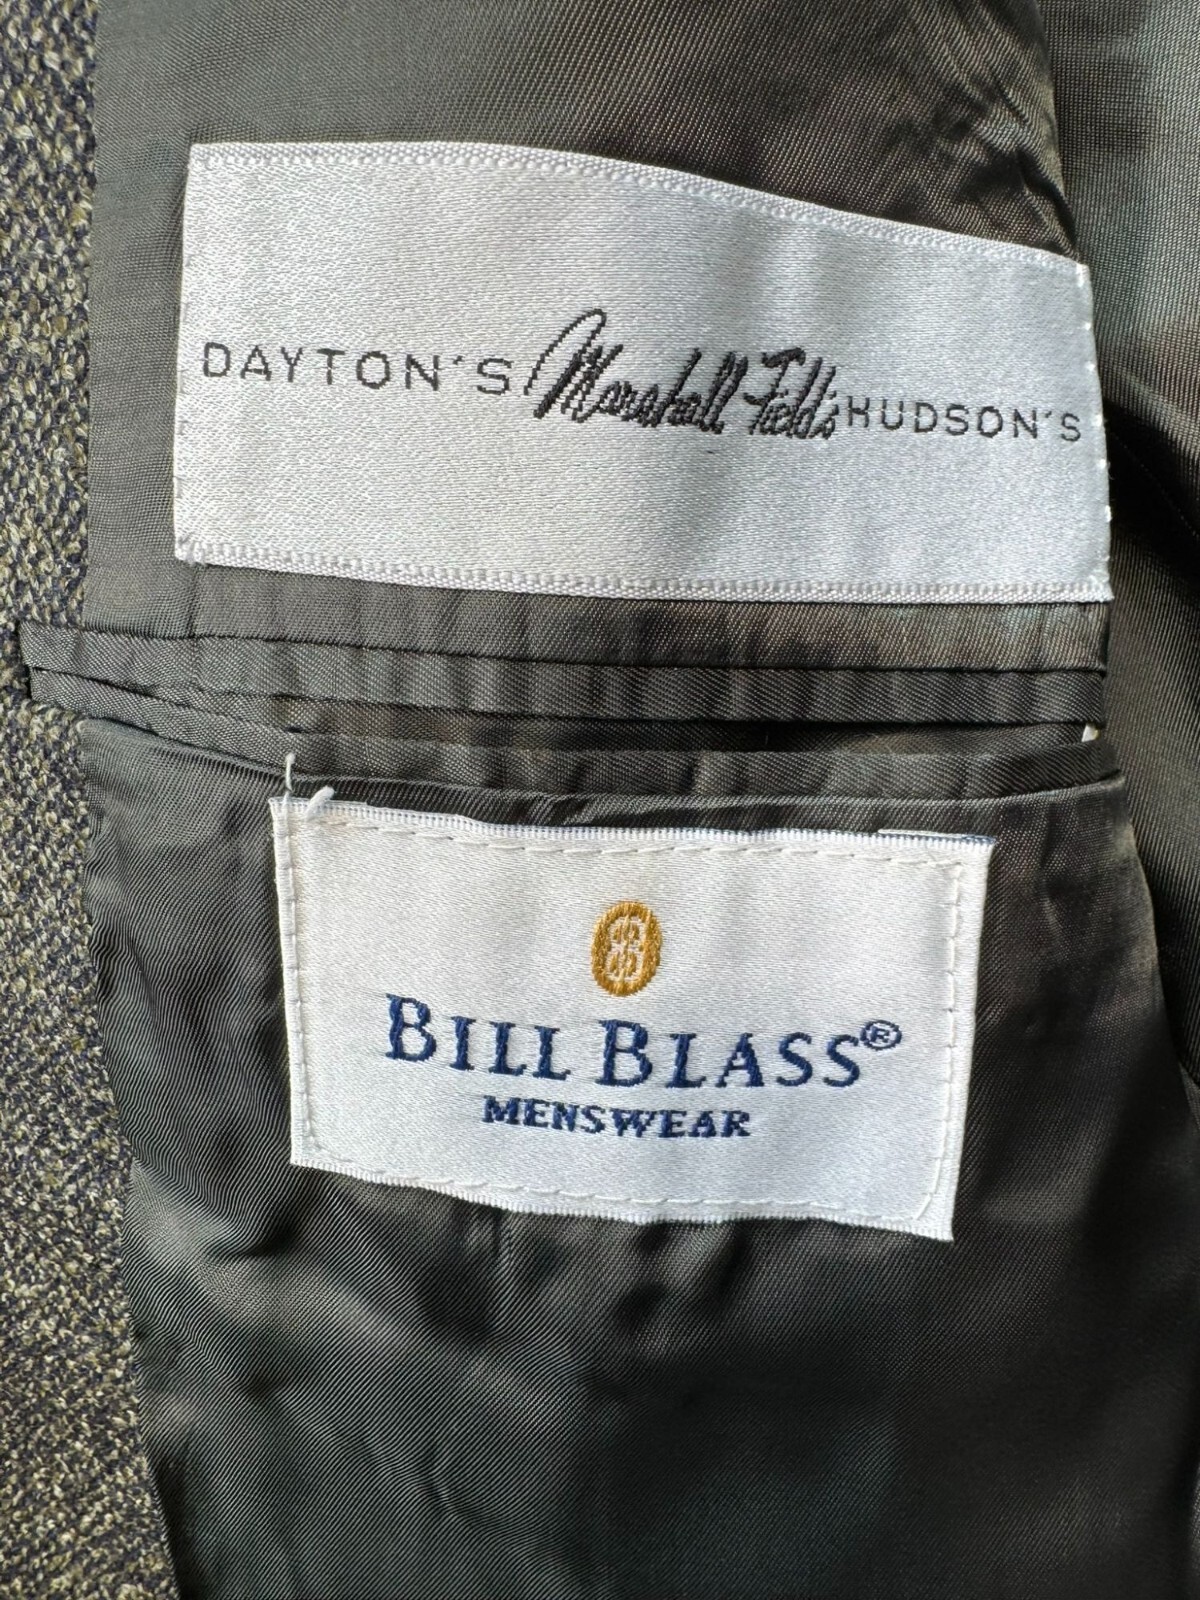 DAYTON'S Marshall Field's HUDSON'S
BILL BLASS®
MENSWEAR